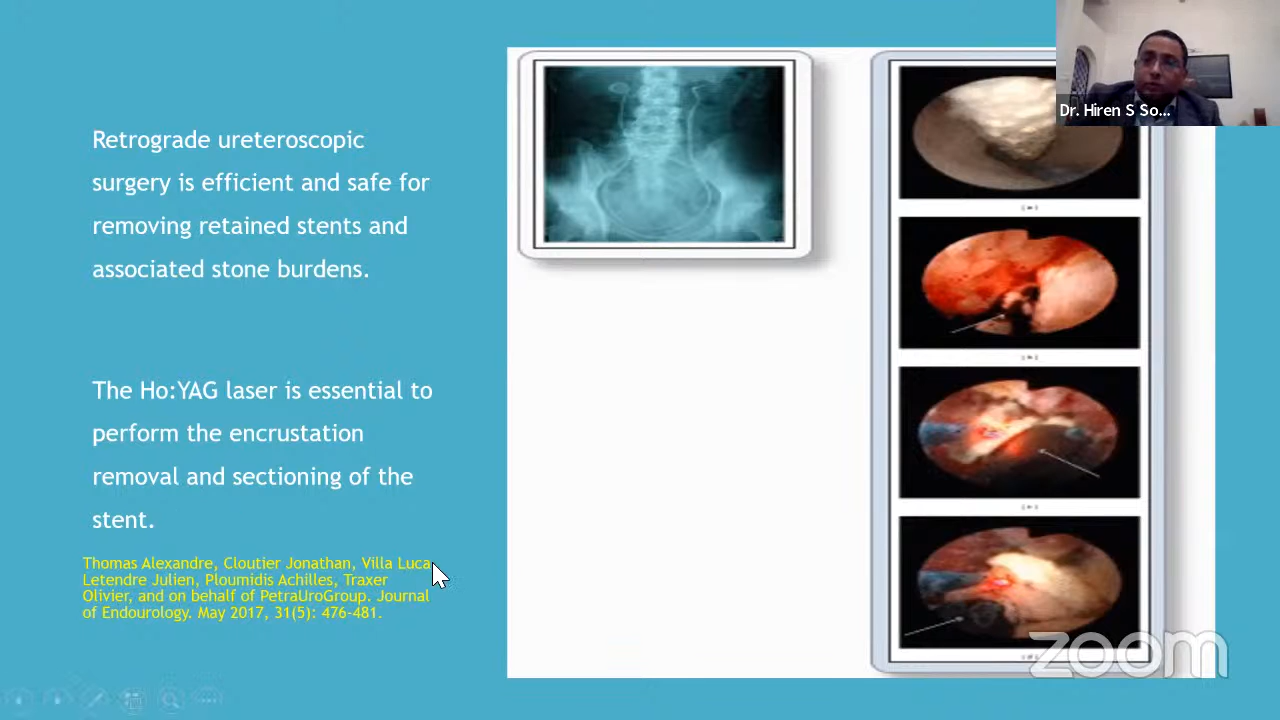 Retrograde ureteroscopic
surgery is efficient and safe for
removing retained stents and
associated stone burdens.
The Ho:YAG laser is essential to
perform the encrustation
removal and sectioning of the
stent.
Thomas Alexandre, Cloutier Jonathan, Villa Luca,
Letendre Julien, Ploumidis Achilles, Traxer
Olivier, and on behalf of PetraUroGroup. Journal
of Endourology. May 2017, 31(5): 476-481.
Dr. Hiren S So...
zoom